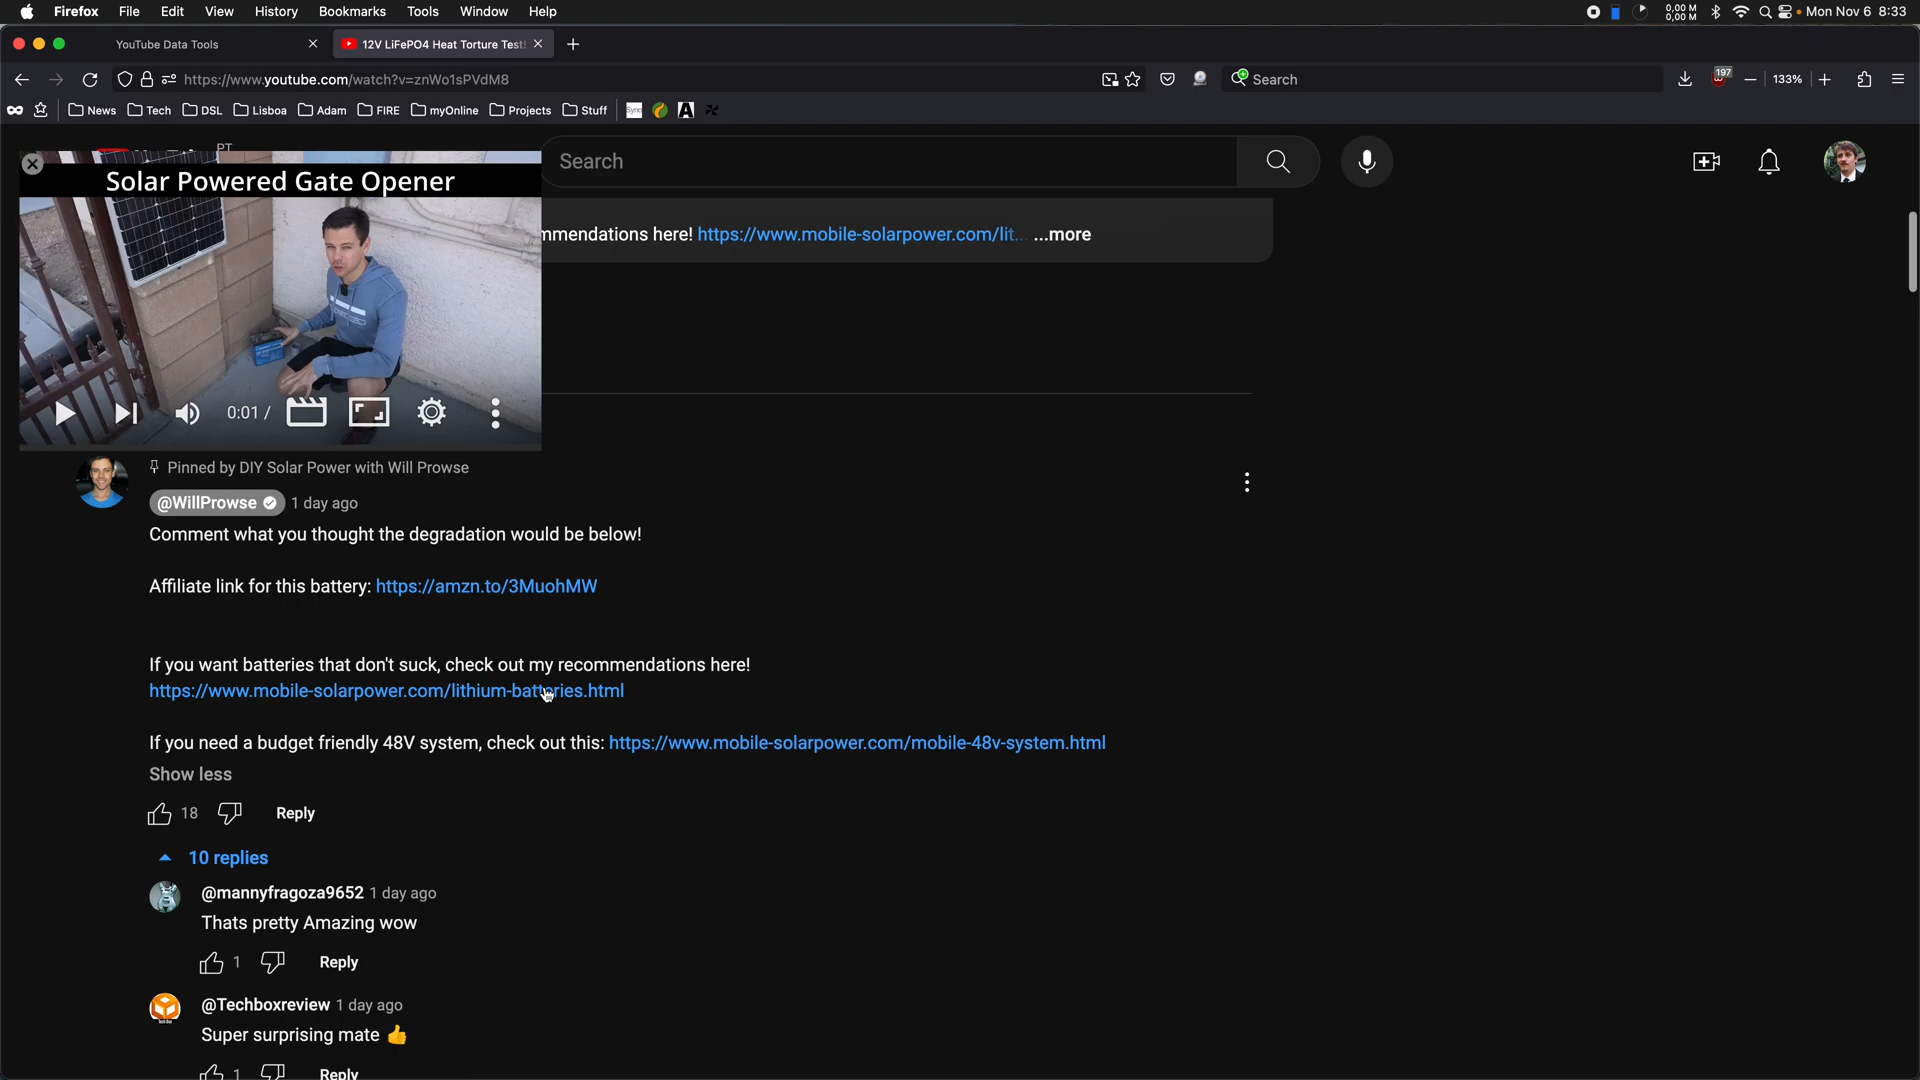 Firefox File Edit View History Bookmarks Tools Window Help
0,00 M
0,00 M
Mon Nov 6 8:33
YouTube Data Tools
12V LiFePO4 Heat Torture Test!
https://www.youtube.com/watch?v=znWo1sPVdM8
Search
197
133%
News Tech DSL Lisboa Adam FIRE myOnline Projects Stuff
PT
Search
Solar Powered Gate Opener
mmendations here! https://www.mobile-solarpower.com/lit... ...more
0:01 /
Pinned by DIY Solar Power with Will Prowse
@WillProwse 1 day ago
Comment what you thought the degradation would be below!
Affiliate link for this battery: https://amzn.to/3MuohMW
If you want batteries that don't suck, check out my recommendations here!
https://www.mobile-solarpower.com/lithium-batteries.html
If you need a budget friendly 48V system, check out this: https://www.mobile-solarpower.com/mobile-48v-system.html
Show less
18 Reply
10 replies
@mannyfragoza9652 1 day ago
Thats pretty Amazing wow
1 Reply
@Techboxreview 1 day ago
Super surprising mate 👍
1 Reply